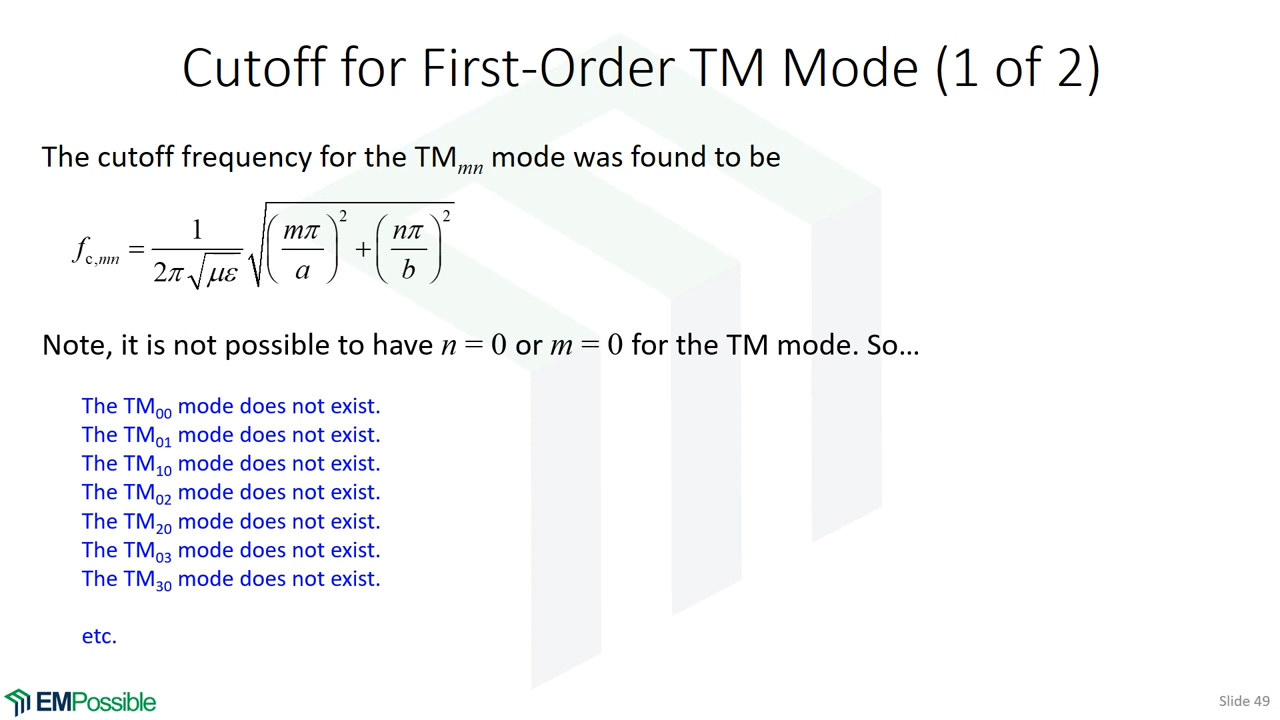 Cutoff for First-Order TM Mode (1 of 2)
The cutoff frequency for the TM_mn mode was found to be
f_c,mn = 1/(2π√(με)) √((mπ/a)² + (nπ/b)²)
Note, it is not possible to have n = 0 or m = 0 for the TM mode. So…
The TM₀₀ mode does not exist.
The TM₀₁ mode does not exist.
The TM₁₀ mode does not exist.
The TM₀₂ mode does not exist.
The TM₂₀ mode does not exist.
The TM₀₃ mode does not exist.
The TM₃₀ mode does not exist.
etc.
EMPossible
Slide 49